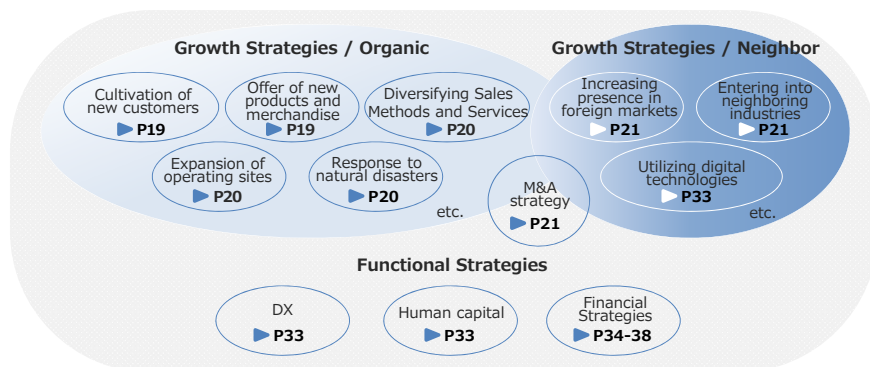 Growth Strategies / Organic
Cultivation of
new customers
P19
Offer of new
products and
merchandise
P19
Diversifying Sales
Methods and Services
P20
Expansion of
operating sites
P20
Response to
natural disasters
P20
etc.
M&A
strategy
P21
Growth Strategies / Neighbor
Increasing
presence in
foreign markets
P21
Entering into
neighboring
industries
P21
Utilizing digital
technologies
P33
etc.
Functional Strategies
DX
P33
Human capital
P33
Financial
Strategies
P34-38